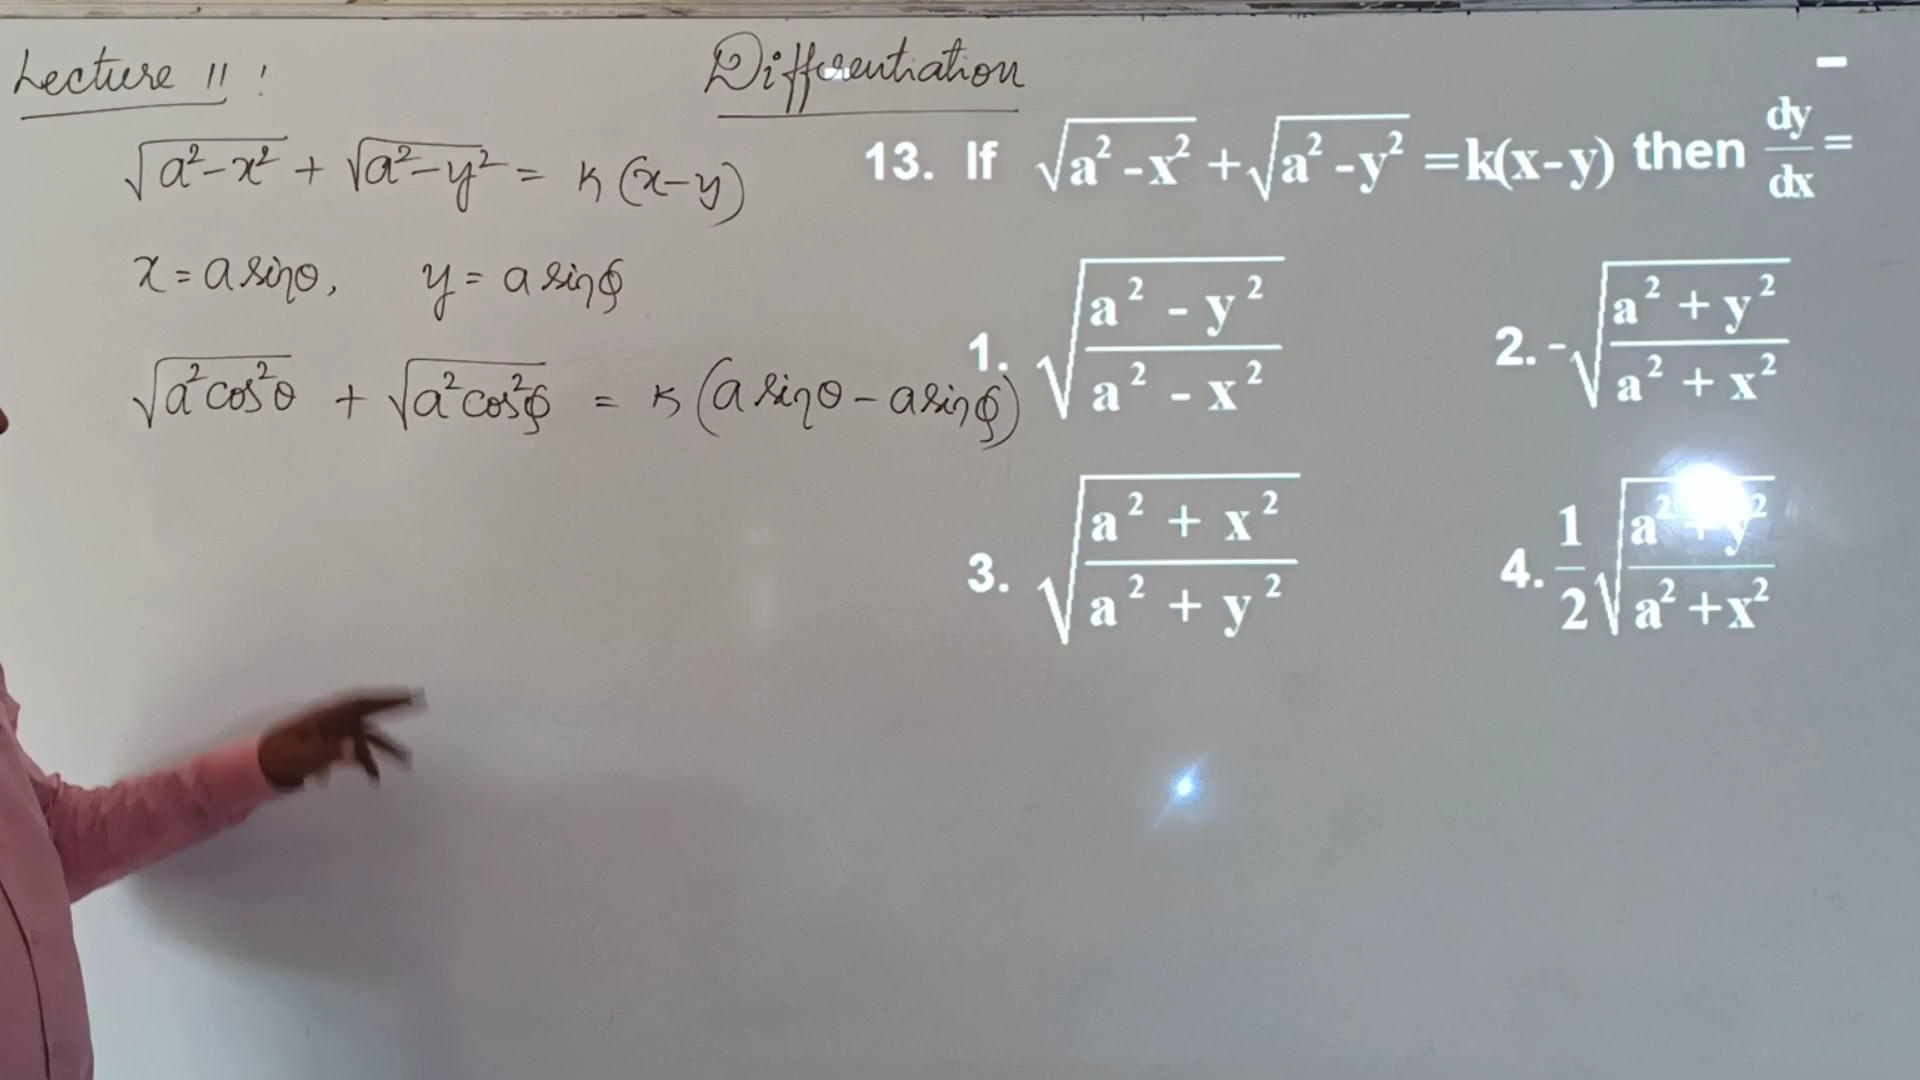 Lecture 11 :
Differentiation
√(a²-x²) + √(a²-y²) = k(x-y)
x = a sinθ, y = a sinφ
√(a²cos²θ) + √(a²cos²φ) = k(a sinθ - a sinφ)
13. If √(a²-x²) + √(a²-y²) = k(x-y) then dy/dx =
1. √((a²-y²)/(a²-x²))
2. -√((a²+y²)/(a²+x²))
3. √((a²+x²)/(a²+y²))
4. 1/2 √((a²+y²)/(a²+x²))